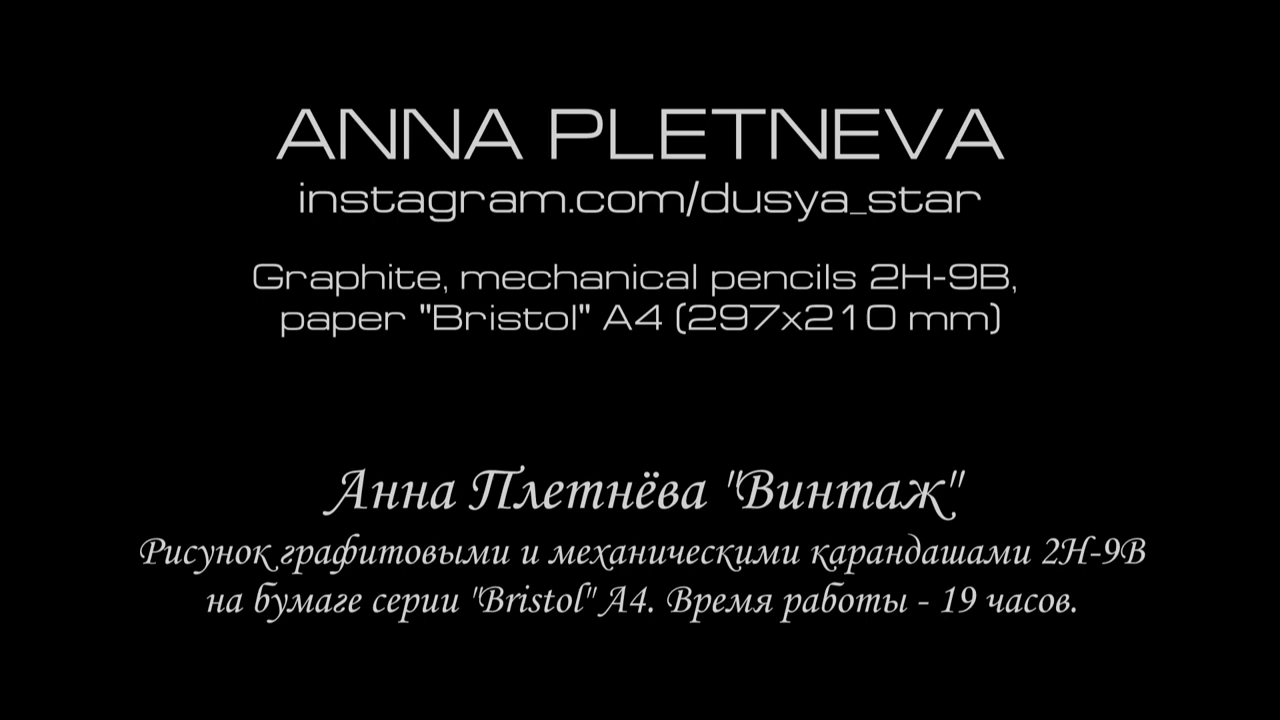 ANNA PLETNEVA
instagram.com/dusya_star
Graphite, mechanical pencils 2H-9B,
paper "Bristol" A4 (297x210 mm)
Анна Плетнёва "Винтаж"
Рисунок графитовыми и механическими карандашами 2H-9B
на бумаге серии "Bristol" A4. Время работы - 19 часов.